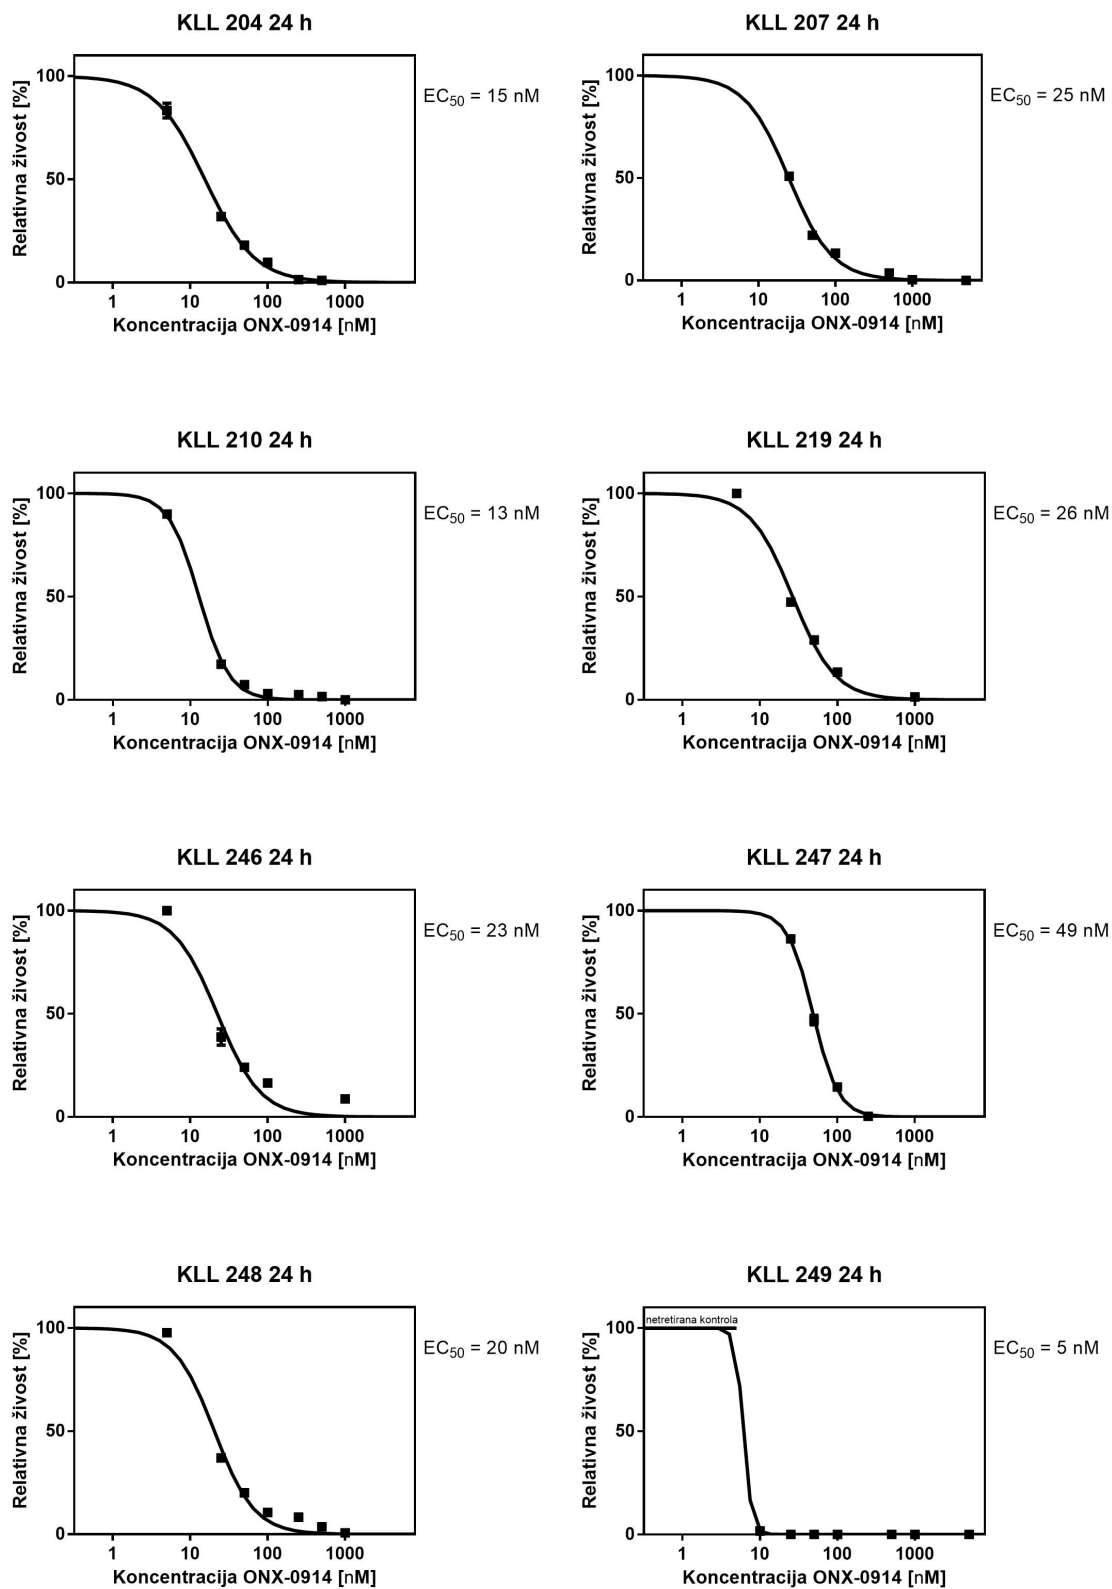 KLL 204 24 h
Relativna živost [%]
100
50
0
1 10 100 1000
Koncentracija ONX-0914 [nM]
EC50 = 15 nM
KLL 207 24 h
Relativna živost [%]
100
50
0
1 10 100 1000
Koncentracija ONX-0914 [nM]
EC50 = 25 nM
KLL 210 24 h
Relativna živost [%]
100
50
0
1 10 100 1000
Koncentracija ONX-0914 [nM]
EC50 = 13 nM
KLL 219 24 h
Relativna živost [%]
100
50
0
1 10 100 1000
Koncentracija ONX-0914 [nM]
EC50 = 26 nM
KLL 246 24 h
Relativna živost [%]
100
50
0
1 10 100 1000
Koncentracija ONX-0914 [nM]
EC50 = 23 nM
KLL 247 24 h
Relativna živost [%]
100
50
0
1 10 100 1000
Koncentracija ONX-0914 [nM]
EC50 = 49 nM
KLL 248 24 h
Relativna živost [%]
100
50
0
1 10 100 1000
Koncentracija ONX-0914 [nM]
EC50 = 20 nM
KLL 249 24 h
netretirana kontrola
Relativna živost [%]
100
50
0
1 10 100 1000
Koncentracija ONX-0914 [nM]
EC50 = 5 nM